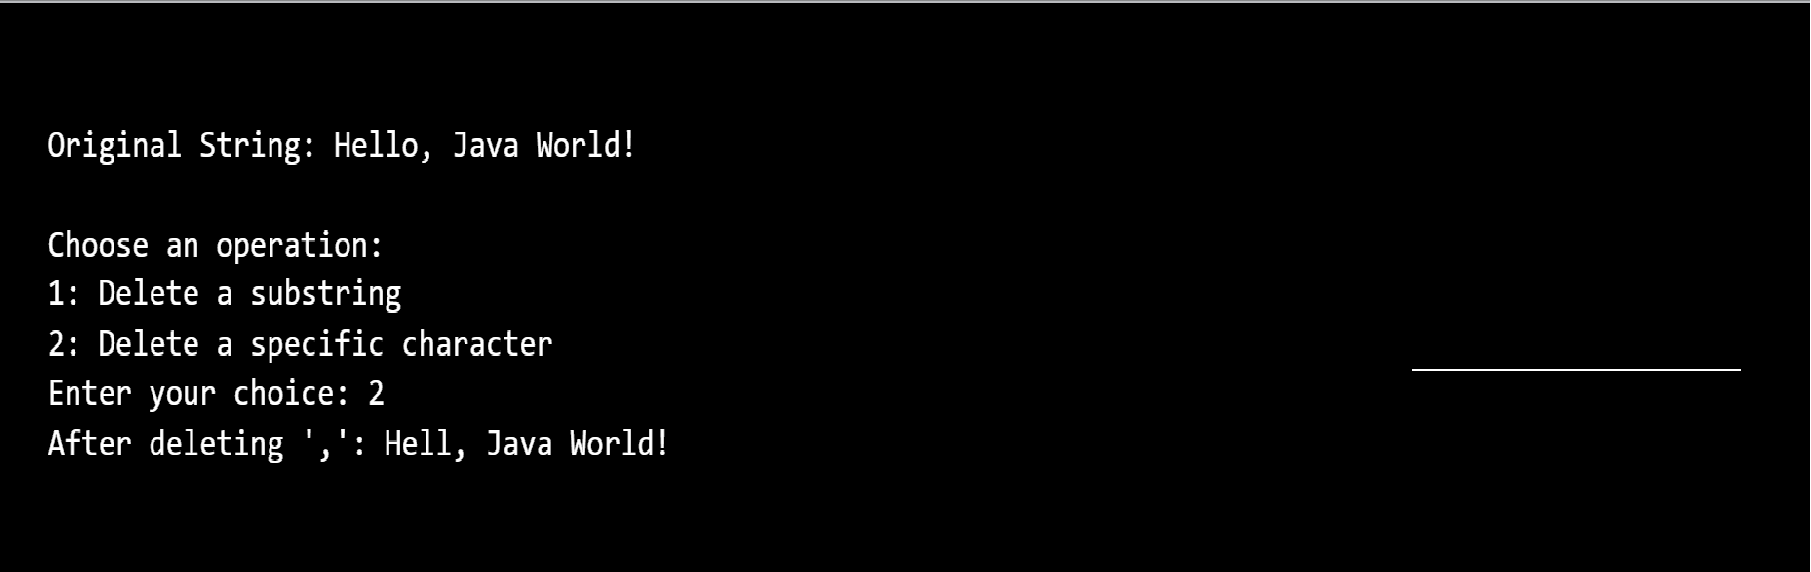 Original String: Hello, Java World!
Choose an operation:
1: Delete a substring
2: Delete a specific character
Enter your choice: 2
After deleting ',': Hell, Java World!